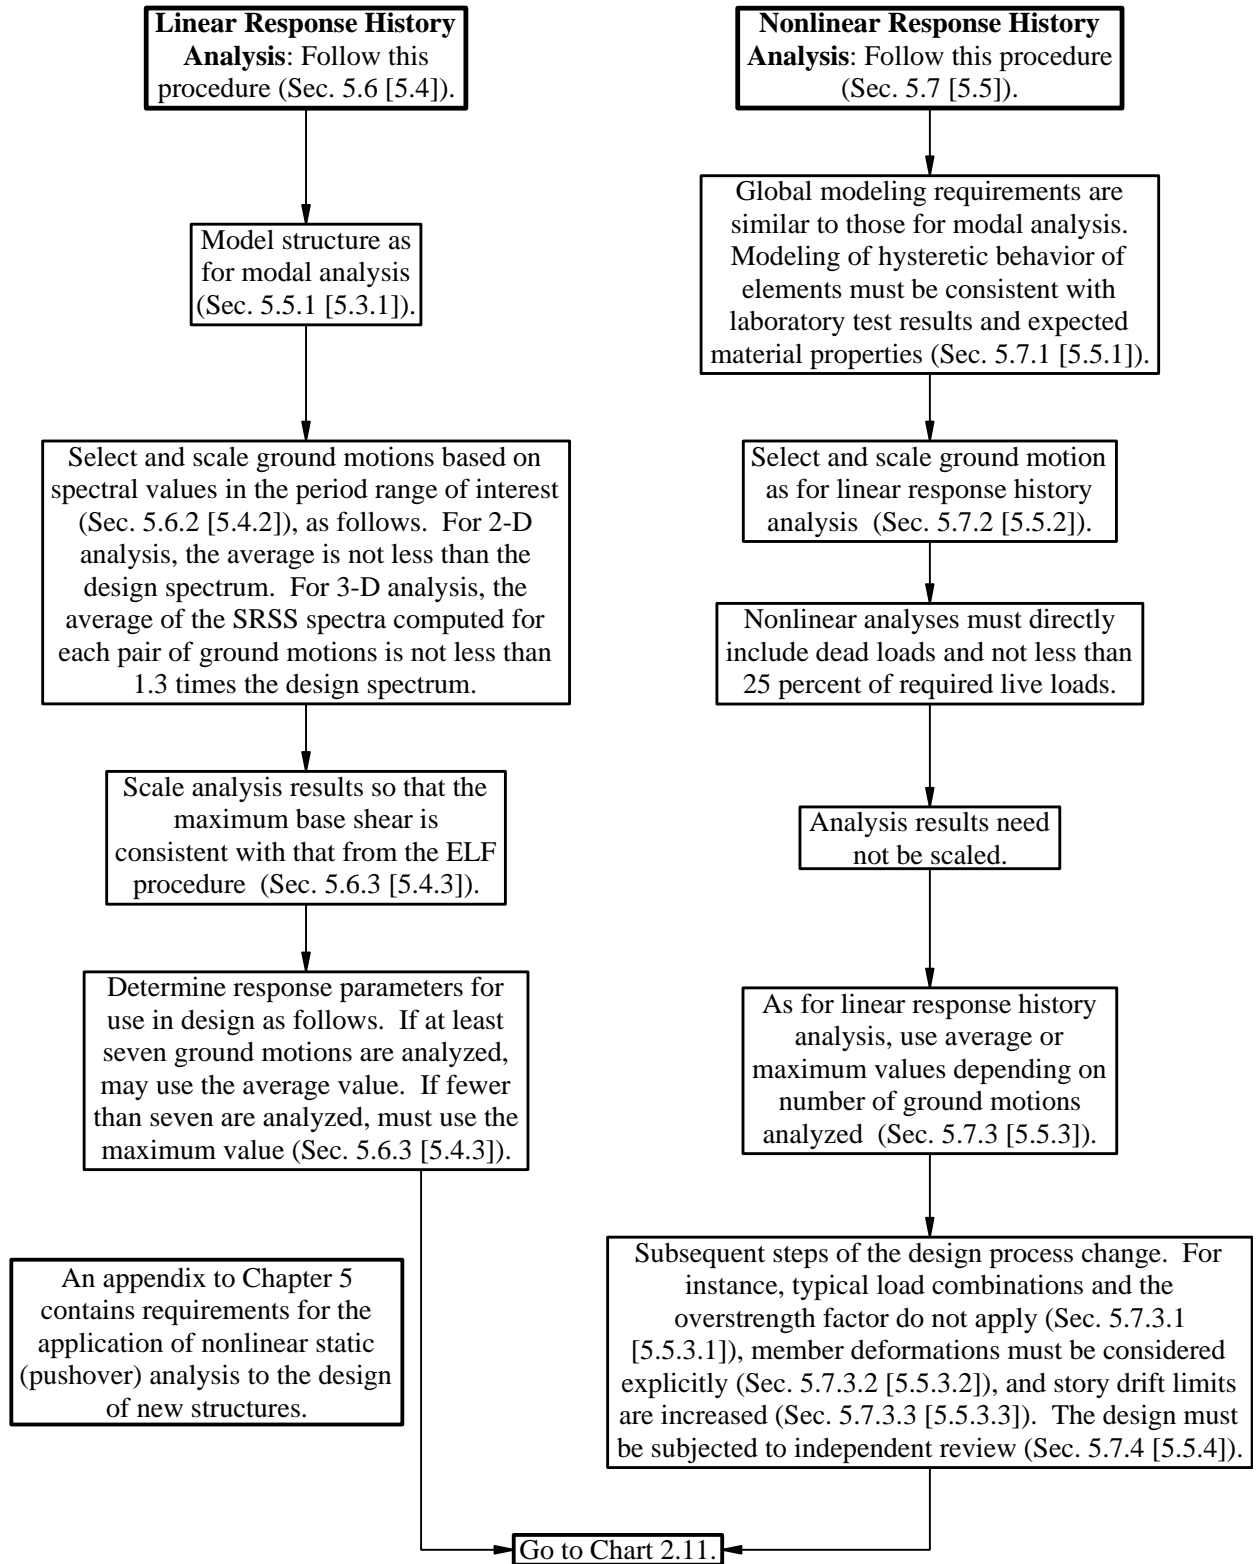 Linear Response History
Analysis: Follow this
procedure (Sec. 5.6 [5.4]).
Model structure as
for modal analysis
(Sec. 5.5.1 [5.3.1]).
Select and scale ground motions based on
spectral values in the period range of interest
(Sec. 5.6.2 [5.4.2]), as follows.  For 2-D
analysis, the average is not less than the
design spectrum.  For 3-D analysis, the
average of the SRSS spectra computed for
each pair of ground motions is not less than
1.3 times the design spectrum.
Scale analysis results so that the
maximum base shear is
consistent with that from the ELF
procedure  (Sec. 5.6.3 [5.4.3]).
Determine response parameters for
use in design as follows.  If at least
seven ground motions are analyzed,
may use the average value.  If fewer
than seven are analyzed, must use the
maximum value (Sec. 5.6.3 [5.4.3]).
An appendix to Chapter 5
contains requirements for the
application of nonlinear static
(pushover) analysis to the design
of new structures.
Nonlinear Response History
Analysis: Follow this procedure
(Sec. 5.7 [5.5]).
Global modeling requirements are
similar to those for modal analysis.
Modeling of hysteretic behavior of
elements must be consistent with
laboratory test results and expected
material properties (Sec. 5.7.1 [5.5.1]).
Select and scale ground motion
as for linear response history
analysis  (Sec. 5.7.2 [5.5.2]).
Nonlinear analyses must directly
include dead loads and not less than
25 percent of required live loads.
Analysis results need
not be scaled.
As for linear response history
analysis, use average or
maximum values depending on
number of ground motions
analyzed  (Sec. 5.7.3 [5.5.3]).
Subsequent steps of the design process change.  For
instance, typical load combinations and the
overstrength factor do not apply (Sec. 5.7.3.1
[5.5.3.1]), member deformations must be considered
explicitly (Sec. 5.7.3.2 [5.5.3.2]), and story drift limits
are increased (Sec. 5.7.3.3 [5.5.3.3]).  The design must
be subjected to independent review (Sec. 5.7.4 [5.5.4]).
Go to Chart 2.11.